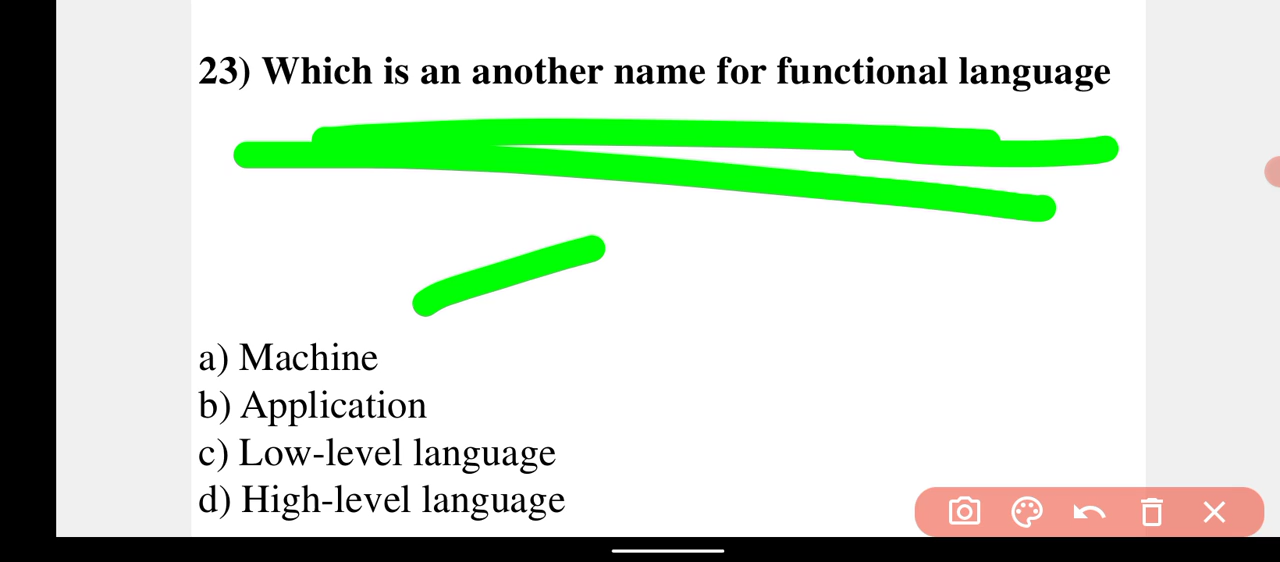 23) Which is an another name for functional language
a) Machine
b) Application
c) Low-level language
d) High-level language